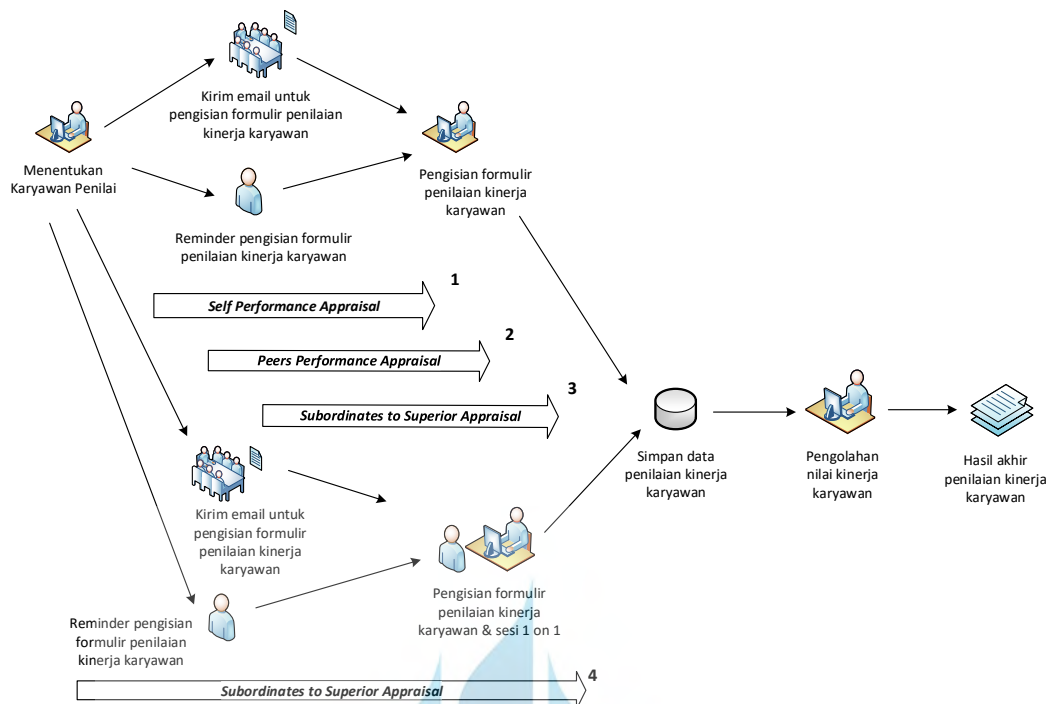 Kirim email untuk
pengisian formulir penilaian
kinerja karyawan
Menentukan
Karyawan Penilai
Pengisian formulir
penilaian kinerja
karyawan
Reminder pengisian formulir
penilaian kinerja karyawan
1
Self Performance Appraisal
2
Peers Performance Appraisal
3
Subordinates to Superior Appraisal
Simpan data
penilaian kinerja
karyawan
Pengolahan
nilai kinerja
karyawan
Hasil akhir
penilaian kinerja
karyawan
Kirim email untuk
pengisian formulir
penilaian kinerja
karyawan
Pengisian formulir
penilaian kinerja
karyawan & sesi 1 on 1
Reminder pengisian
formulir penilaian
kinerja karyawan
4
Subordinates to Superior Appraisal